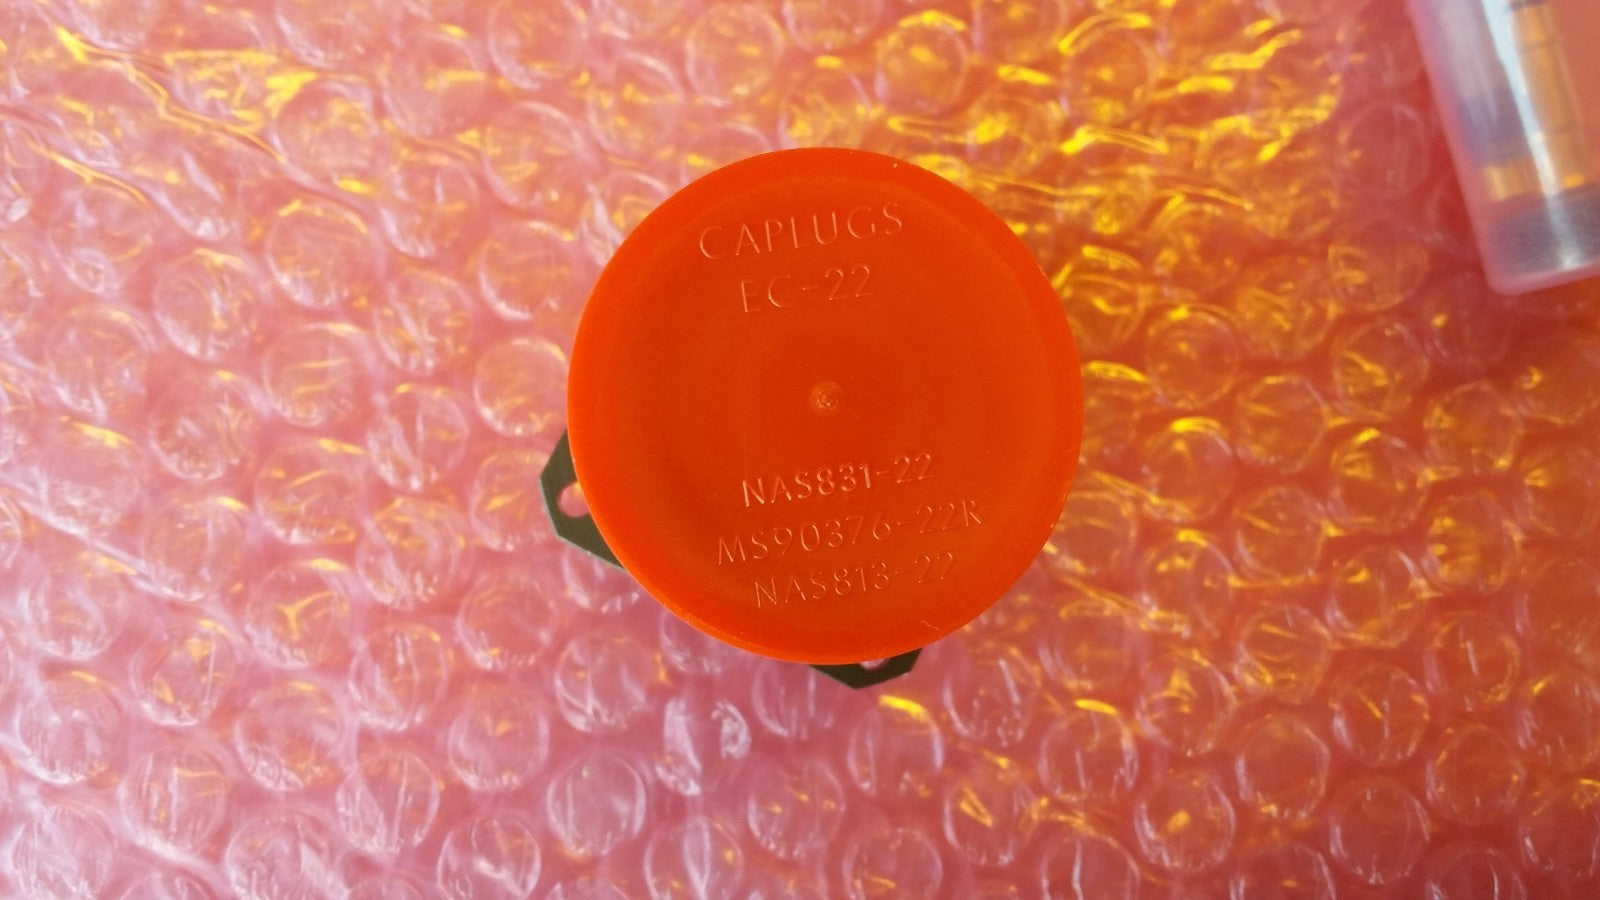 CAPLUGS
EC-22
NAS831-22
MS90376-22R
NAS813-22